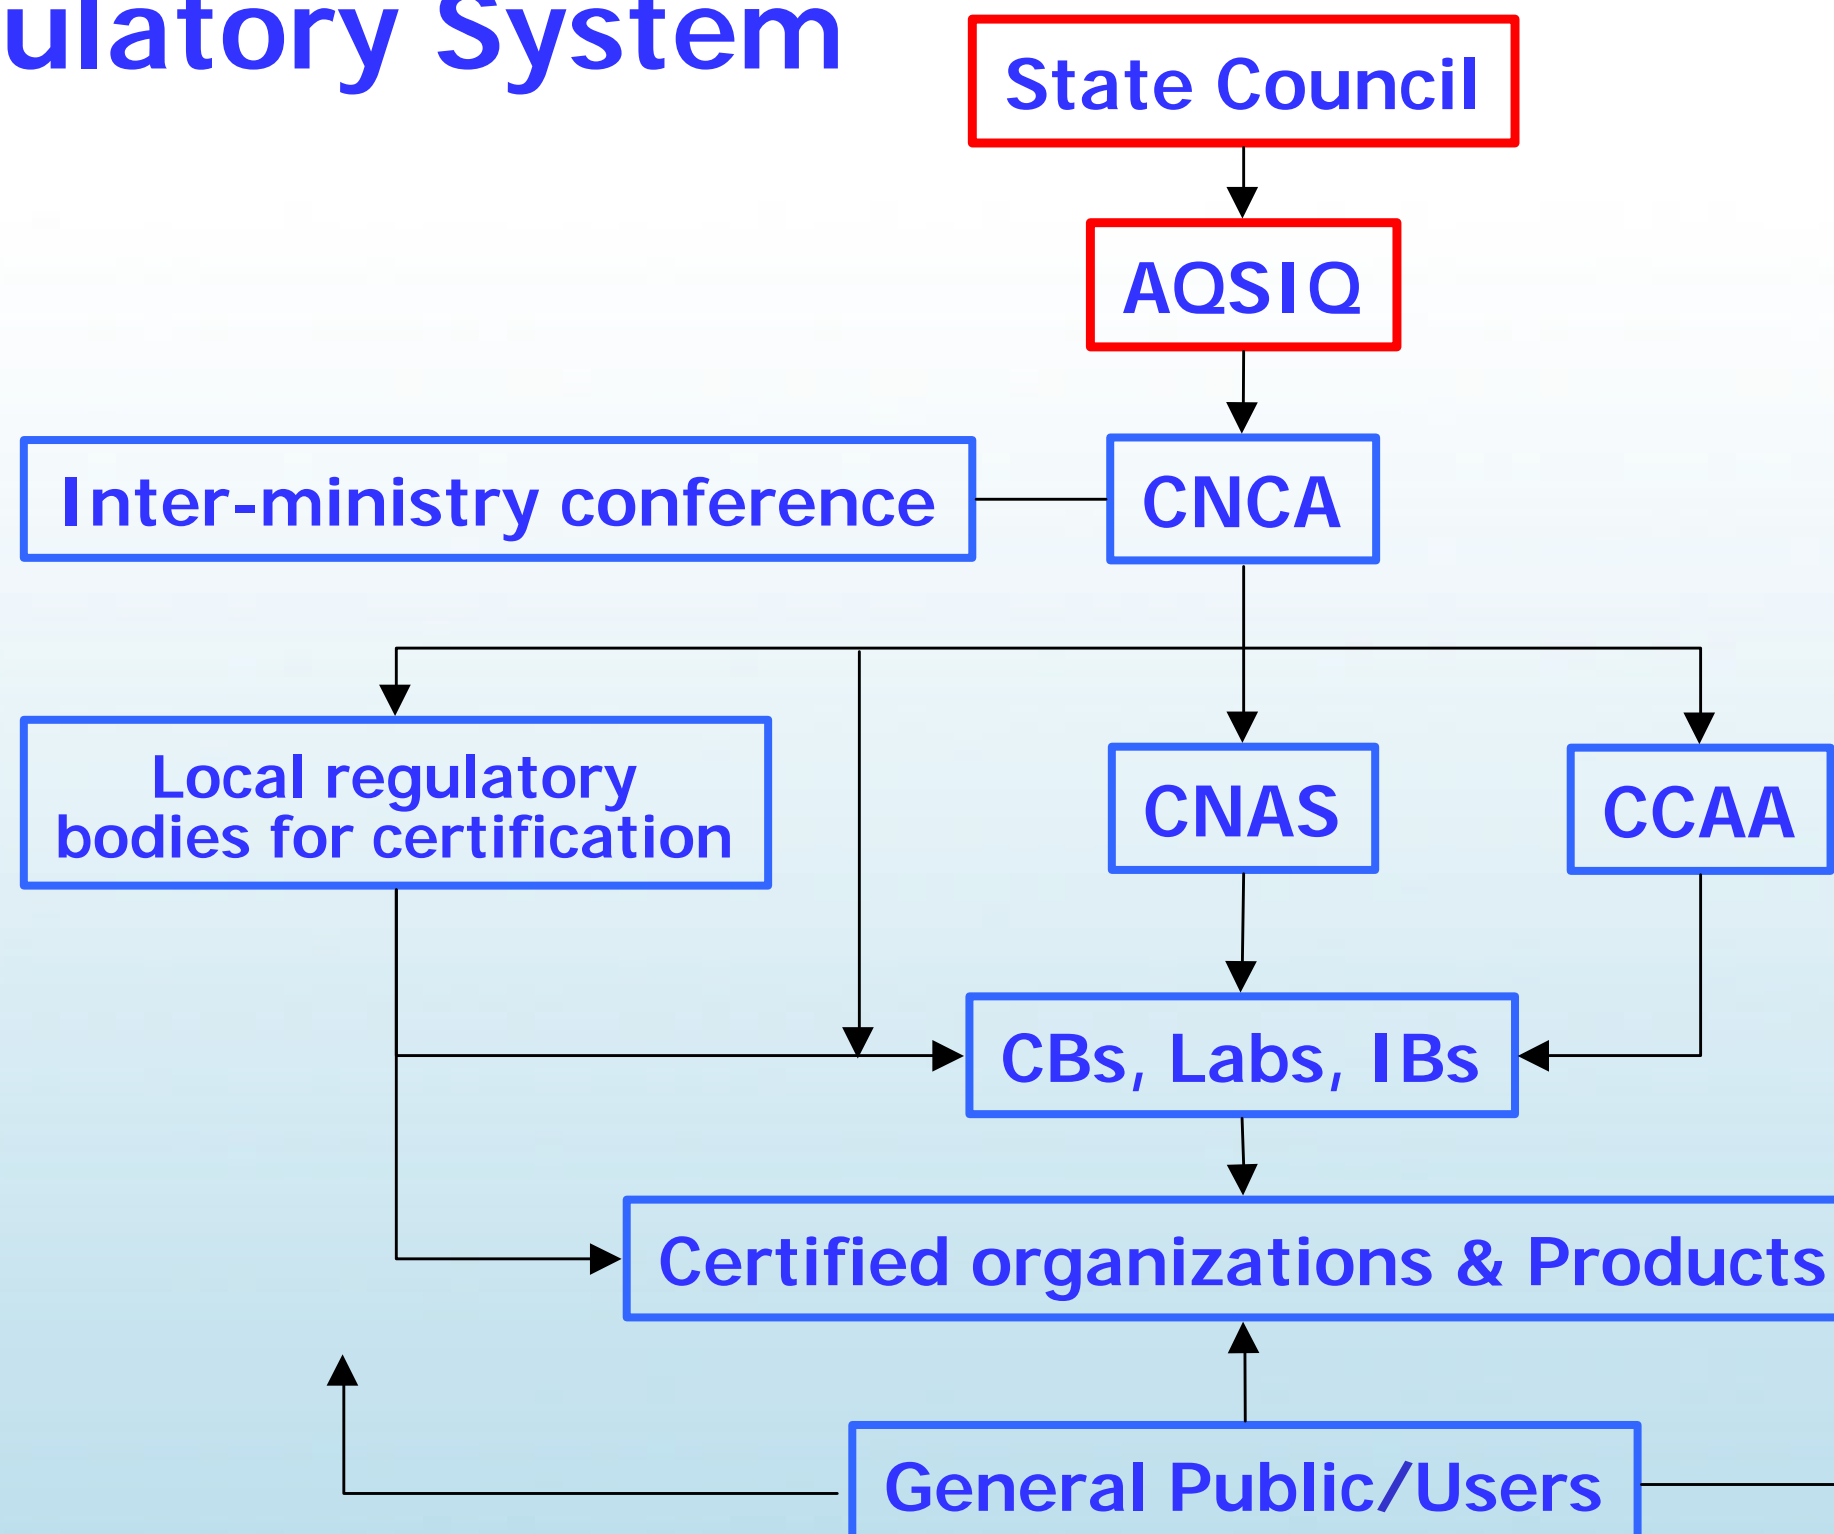 ulatory System
State Council
AQSIQ
Inter-ministry conference
CNCA
Local regulatory
bodies for certification
CNAS
CCAA
CBs, Labs, IBs
Certified organizations & Products
General Public/Users